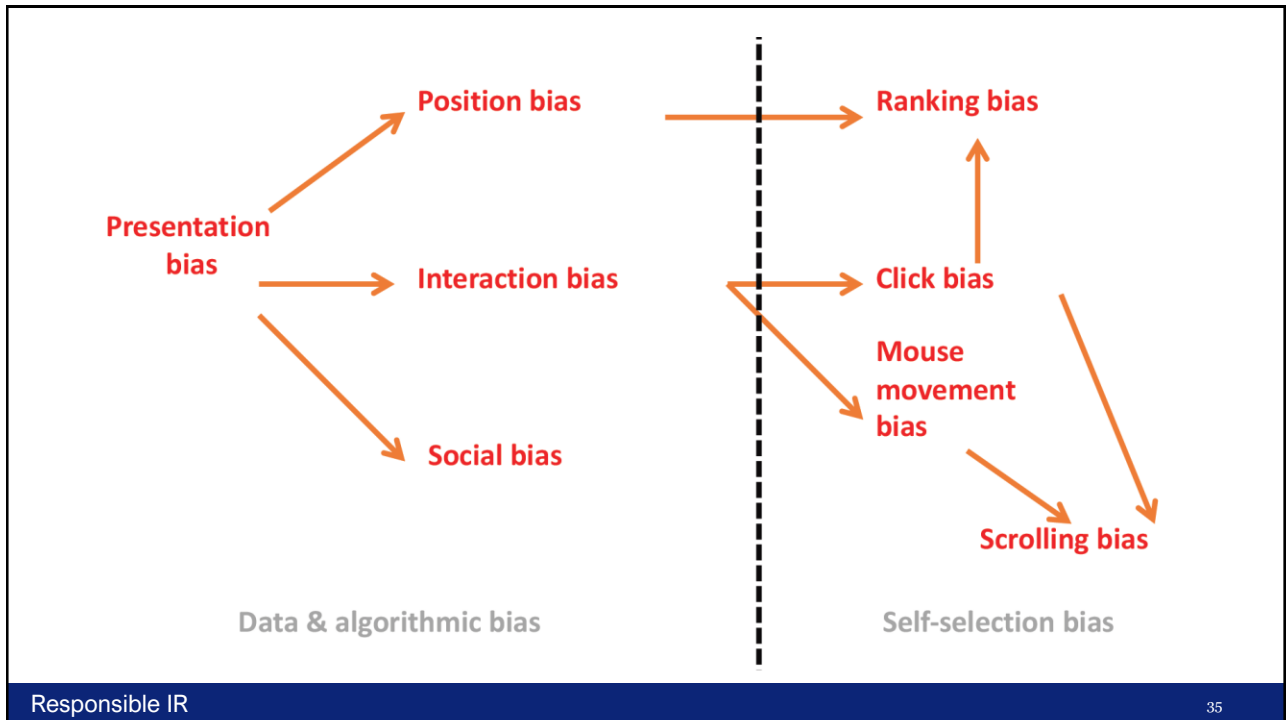 Position bias
Ranking bias
Presentation
bias
Interaction bias
Click bias
Mouse
movement
bias
Social bias
Scrolling bias
Data & algorithmic bias
Self-selection bias
Responsible IR
35